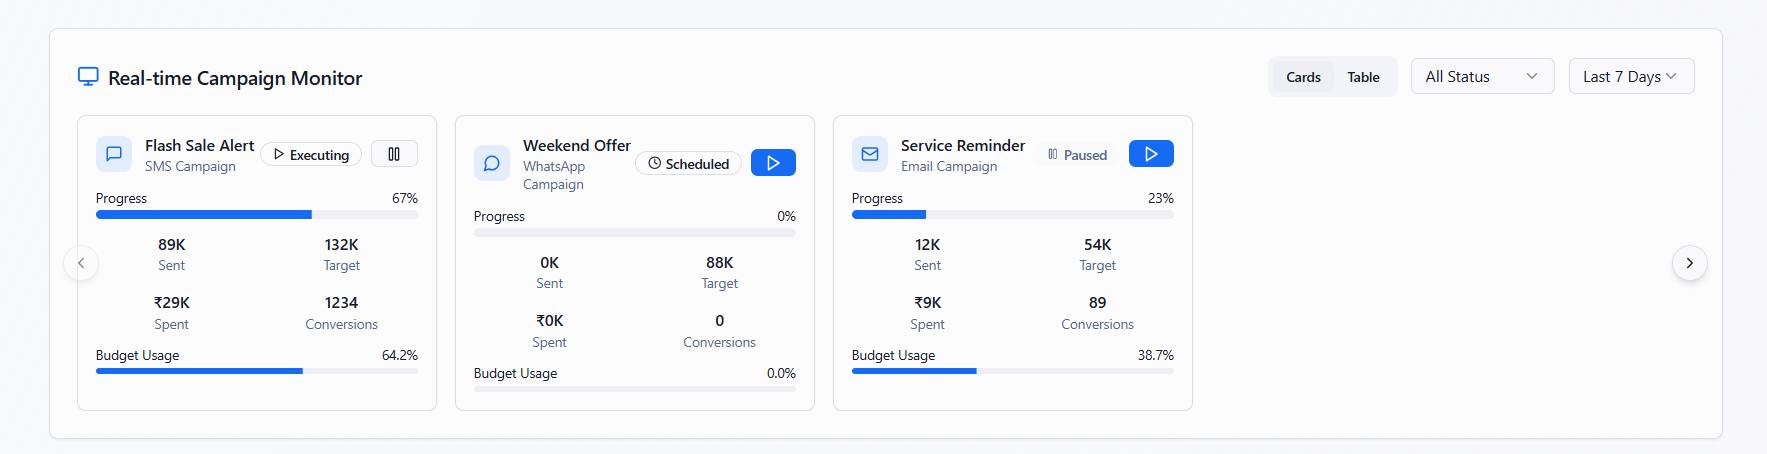 Real-time Campaign Monitor
Cards Table All Status Last 7 Days
Flash Sale Alert
SMS Campaign
Executing
Progress 67%
89K 132K
Sent Target
₹29K 1234
Spent Conversions
Budget Usage 64.2%
Weekend Offer
WhatsApp
Campaign
Scheduled
Progress 0%
0K 88K
Sent Target
₹0K 0
Spent Conversions
Budget Usage 0.0%
Service Reminder
Email Campaign
Paused
Progress 23%
12K 54K
Sent Target
₹9K 89
Spent Conversions
Budget Usage 38.7%